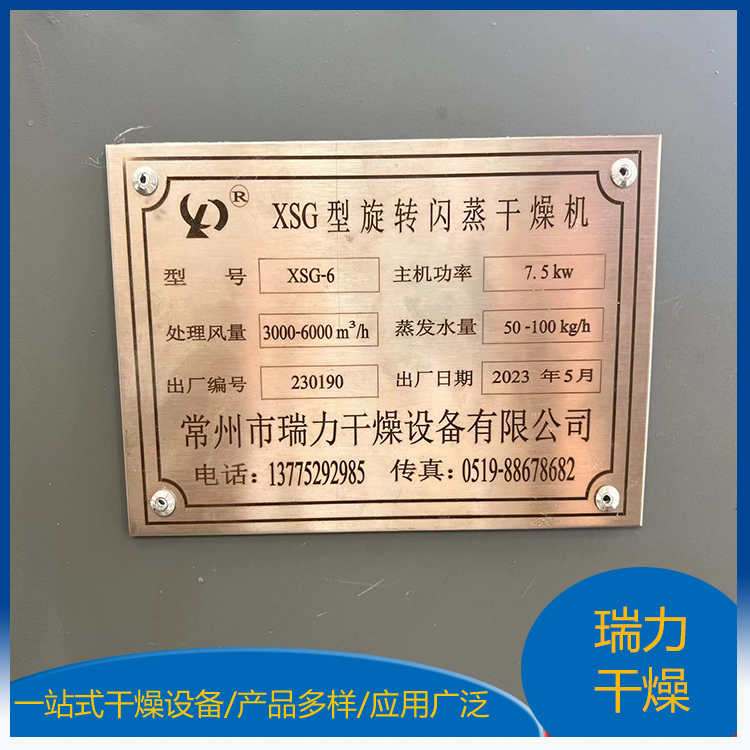 ® XSG型旋转闪蒸干燥机
型号 XSG-6 主机功率 7.5kw
处理风量 3000-6000 m³/h 蒸发水量 50-100 kg/h
出厂编号 230190 出厂日期 2023 年5月
常州市瑞力干燥设备有限公司
电话：13775292985 传真：0519-88678682
瑞力
干燥
一站式干燥设备/产品多样/应用广泛